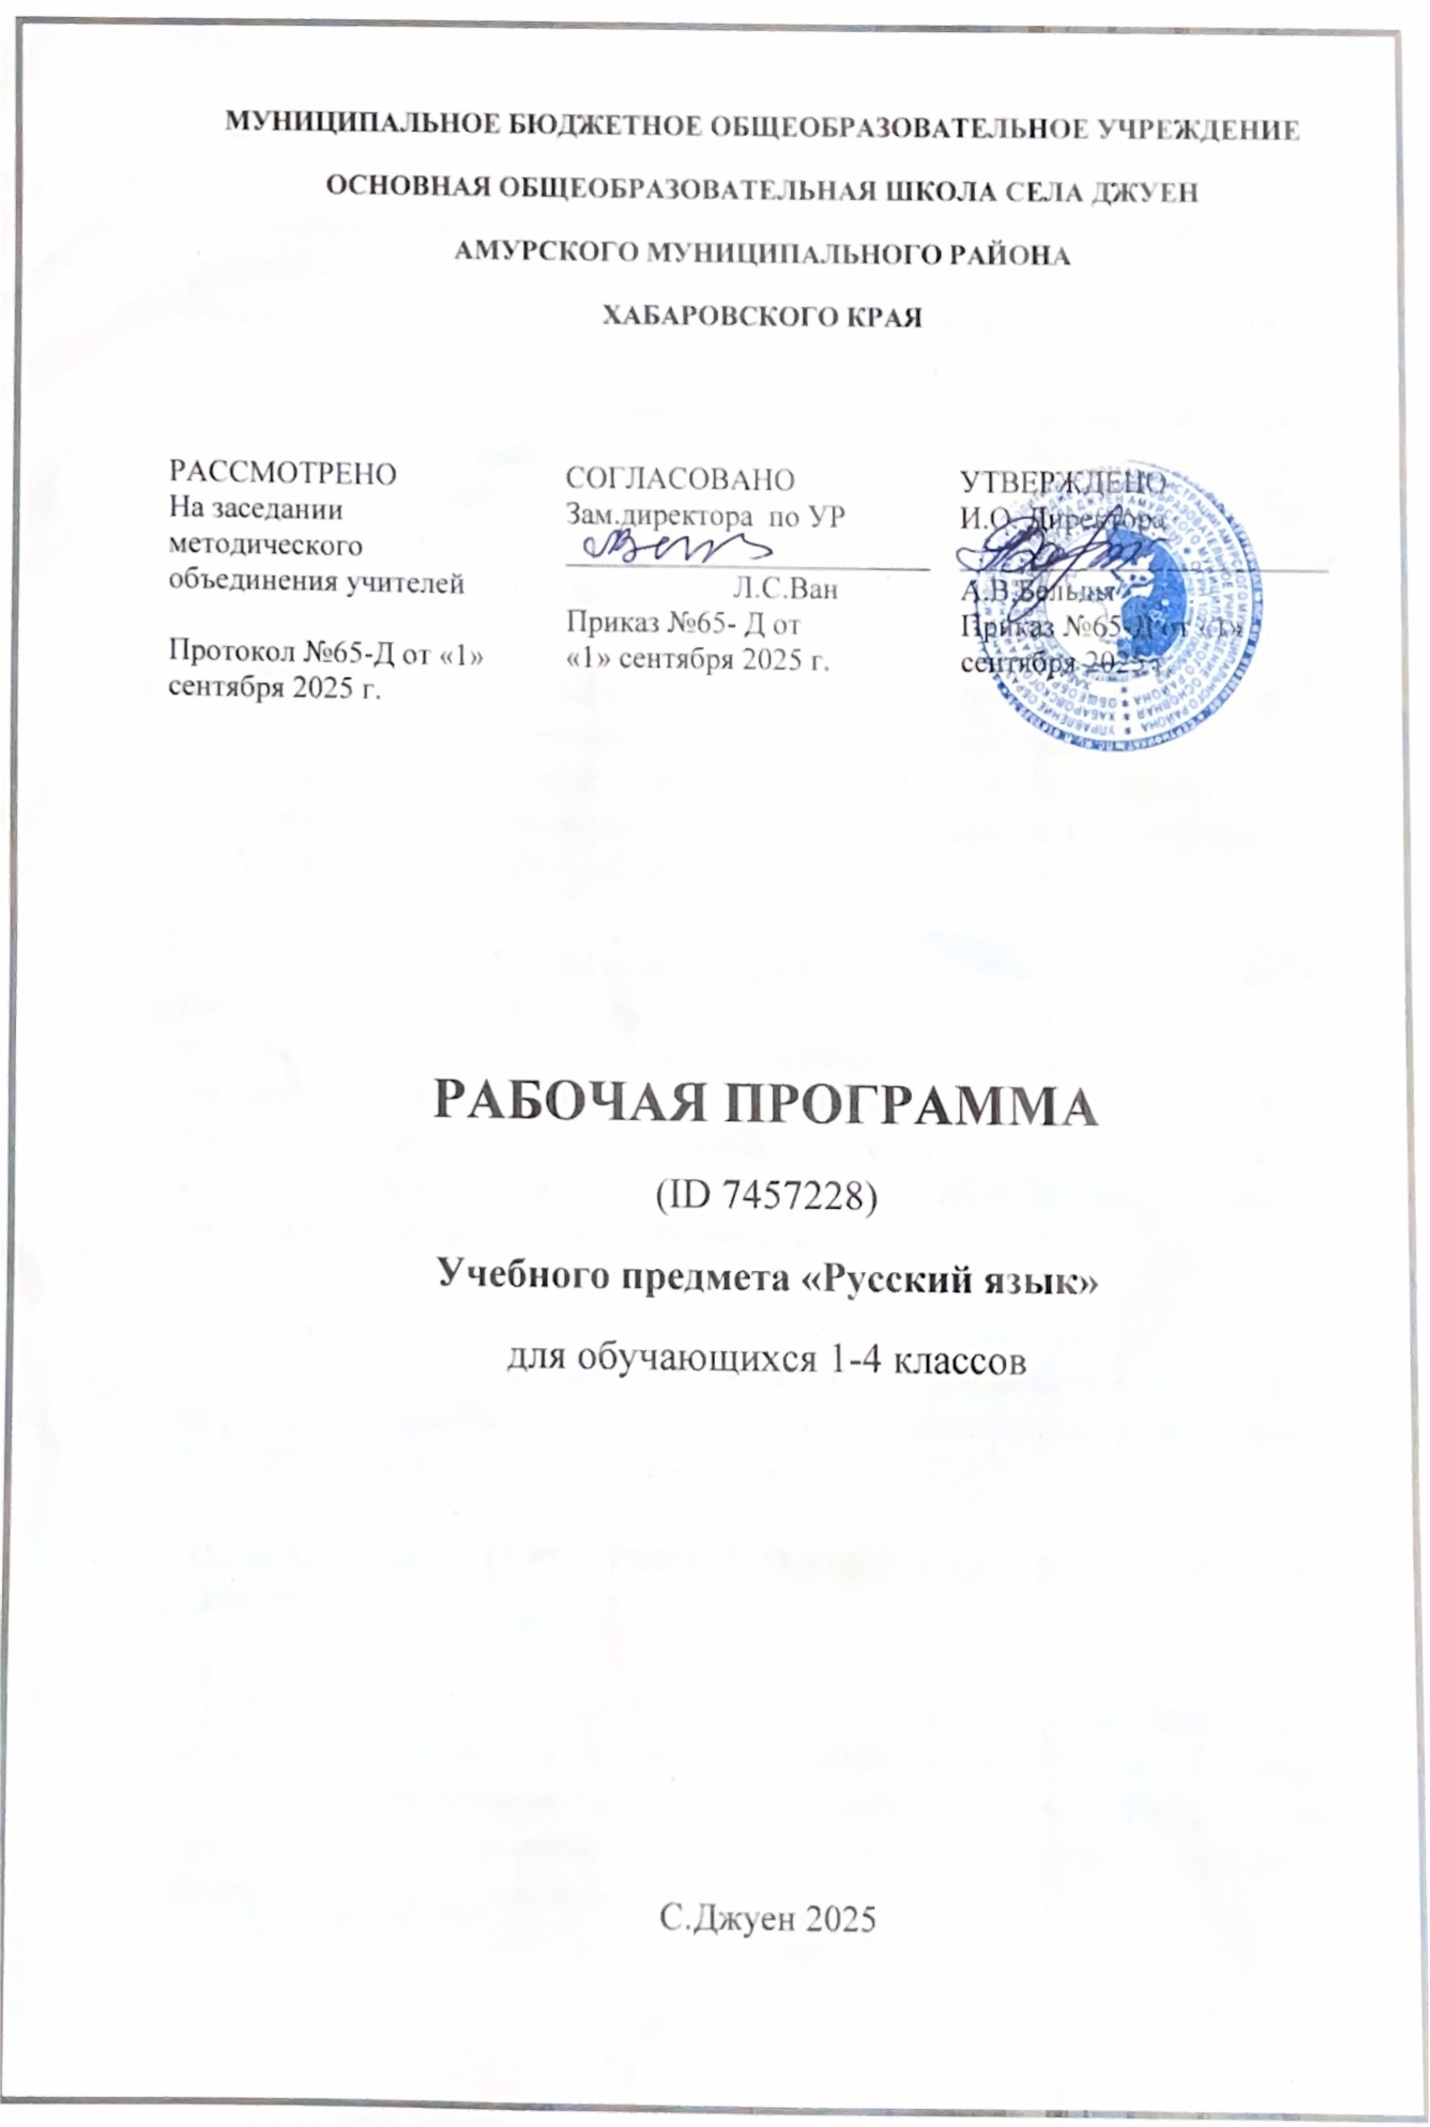 МУНИЦИПАЛЬНОЕ БЮДЖЕТНОЕ ОБЩЕОБРАЗОВАТЕЛЬНОЕ УЧРЕЖДЕНИЕ
ОСНОВНАЯ ОБЩЕОБРАЗОВАТЕЛЬНАЯ ШКОЛА СЕЛА ДЖУЕН
АМУРСКОГО МУНИЦИПАЛЬНОГО РАЙОНА
ХАБАРОВСКОГО КРАЯ
РАССМОТРЕНО
На заседании
методического
объединения учителей
Протокол №65-Д от «1»
сентября 2025 г.
СОГЛАСОВАНО
Зам.директора по УР
Л.С.Ван
Приказ №65- Д от
«1» сентября 2025 г.
УТВЕРЖДЕНО
И.О. Директора
А.В.Бельды
Приказ №65-Д от «1»
сентября 2025 г.
РАБОЧАЯ ПРОГРАММА
(ID 7457228)
Учебного предмета «Русский язык»
для обучающихся 1-4 классов
С.Джуен 2025